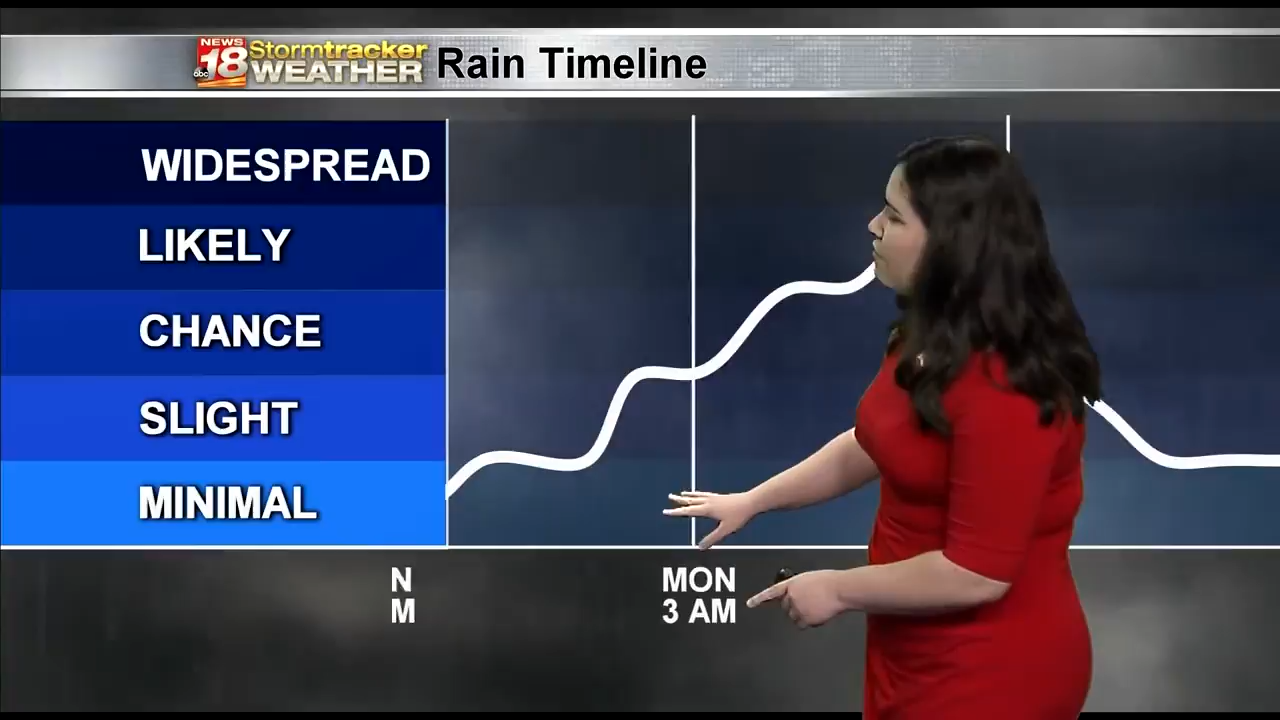 NEWS
abc 18
Stormtracker
WEATHER
Rain Timeline
WIDESPREAD
LIKELY
CHANCE
SLIGHT
MINIMAL
N
M
MON
3 AM